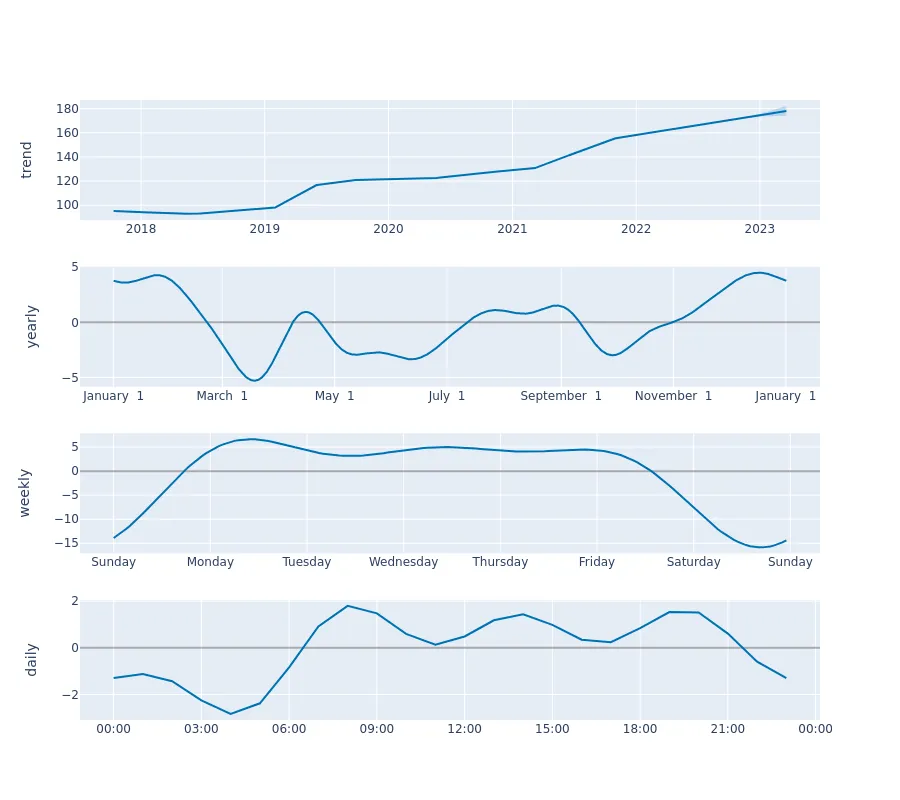 trend
180
160
140
120
100
2018 2019 2020 2021 2022 2023
yearly
5
0
−5
January 1 March 1 May 1 July 1 September 1 November 1 January 1
weekly
5
0
−5
−10
−15
Sunday Monday Tuesday Wednesday Thursday Friday Saturday Sunday
daily
2
0
−2
00:00 03:00 06:00 09:00 12:00 15:00 18:00 21:00 00:00